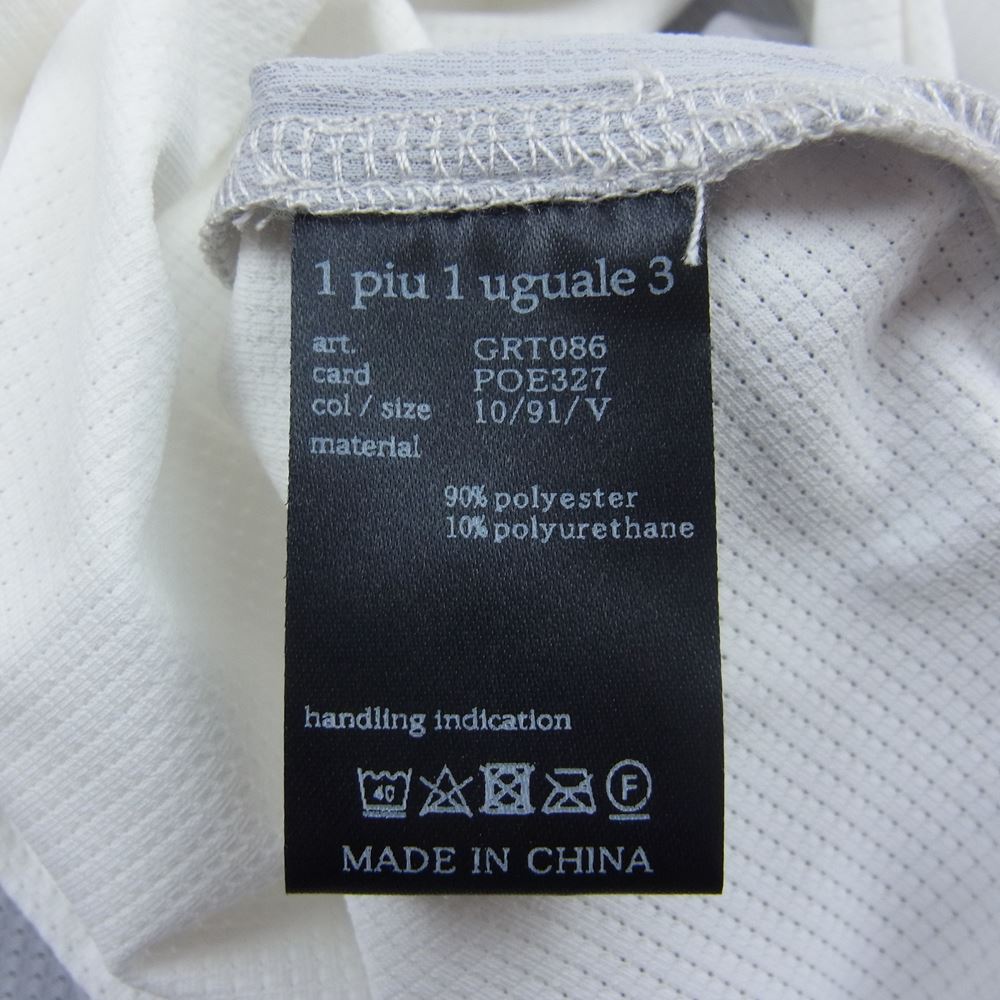 1 piu 1 uguale 3
art. GRT086
card POE327
col / size 10/91/V
material
90% polyester
10% polyurethane
handling indication
40 F
MADE IN CHINA